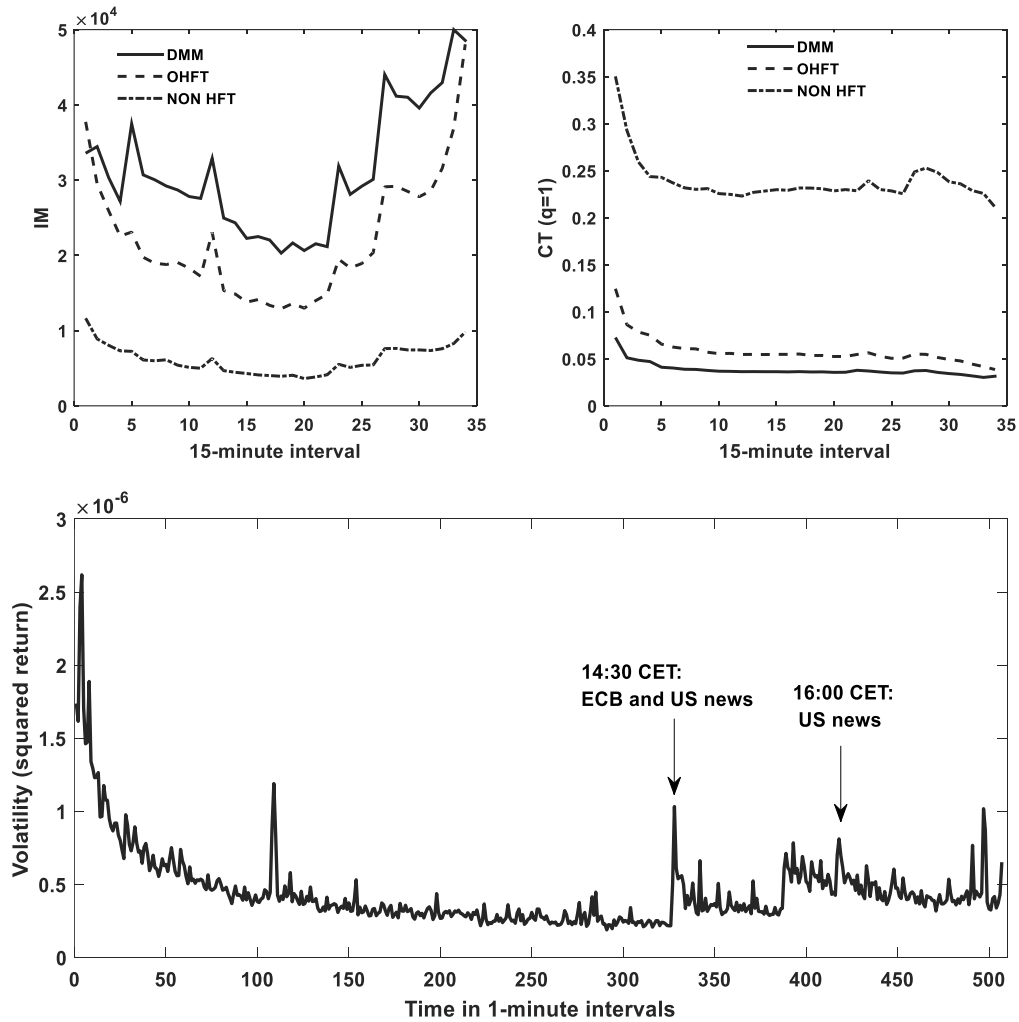 ×10^4
5
4
3
2
1
0
IM
DMM
OHFT
NON HFT
0 5 10 15 20 25 30 35
15-minute interval
0.4
0.35
0.3
0.25
0.2
0.15
0.1
0.05
0
CT (q=1)
DMM
OHFT
NON HFT
0 5 10 15 20 25 30 35
15-minute interval
×10^-6
3
2.5
2
1.5
1
0.5
0
Volatility (squared return)
14:30 CET:
ECB and US news
16:00 CET:
US news
0 50 100 150 200 250 300 350 400 450 500
Time in 1-minute intervals